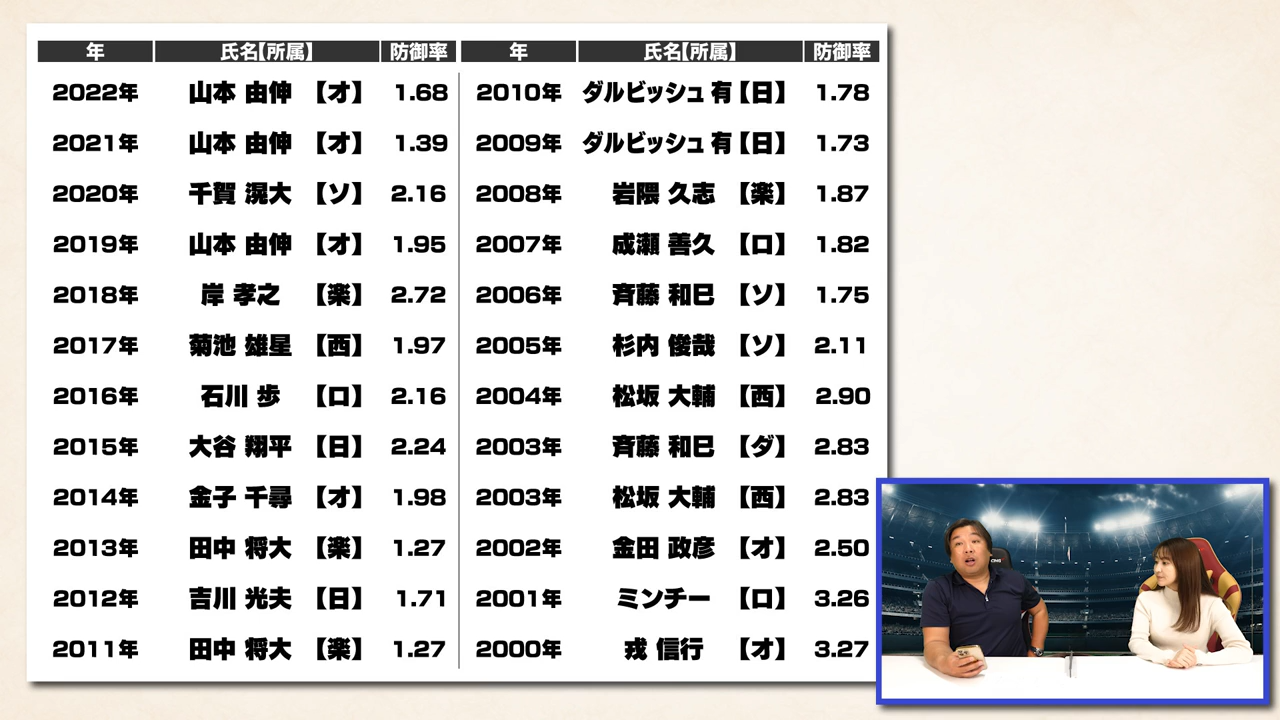 年 氏名【所属】 防御率
2022年 山本 由伸 【オ】 1.68
2021年 山本 由伸 【オ】 1.39
2020年 千賀 滉大 【ソ】 2.16
2019年 山本 由伸 【オ】 1.95
2018年 岸 孝之 【楽】 2.72
2017年 菊池 雄星 【西】 1.97
2016年 石川 歩 【ロ】 2.16
2015年 大谷 翔平 【日】 2.24
2014年 金子 千尋 【オ】 1.98
2013年 田中 将大 【楽】 1.27
2012年 吉川 光夫 【日】 1.71
2011年 田中 将大 【楽】 1.27
年 氏名【所属】 防御率
2010年 ダルビッシュ 有【日】 1.78
2009年 ダルビッシュ 有【日】 1.73
2008年 岩隈 久志 【楽】 1.87
2007年 成瀬 善久 【ロ】 1.82
2006年 斉藤 和巳 【ソ】 1.75
2005年 杉内 俊哉 【ソ】 2.11
2004年 松坂 大輔 【西】 2.90
2003年 斉藤 和巳 【ダ】 2.83
2003年 松坂 大輔 【西】 2.83
2002年 金田 政彦 【オ】 2.50
2001年 ミンチー 【ロ】 3.26
2000年 戎 信行 【オ】 3.27